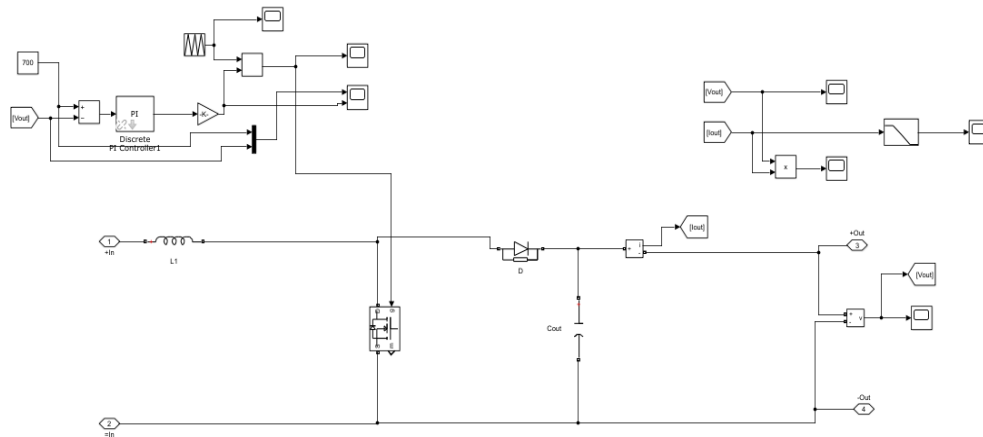 700
[Vout]
+
-
PI
Discrete
PI Controller1
-K-
[Vout]
[Iout]
x
1
+In
L1
D
+
i
-
[Iout]
+Out
3
[Vout]
+
-
v
Cout
2
=In
-Out
4